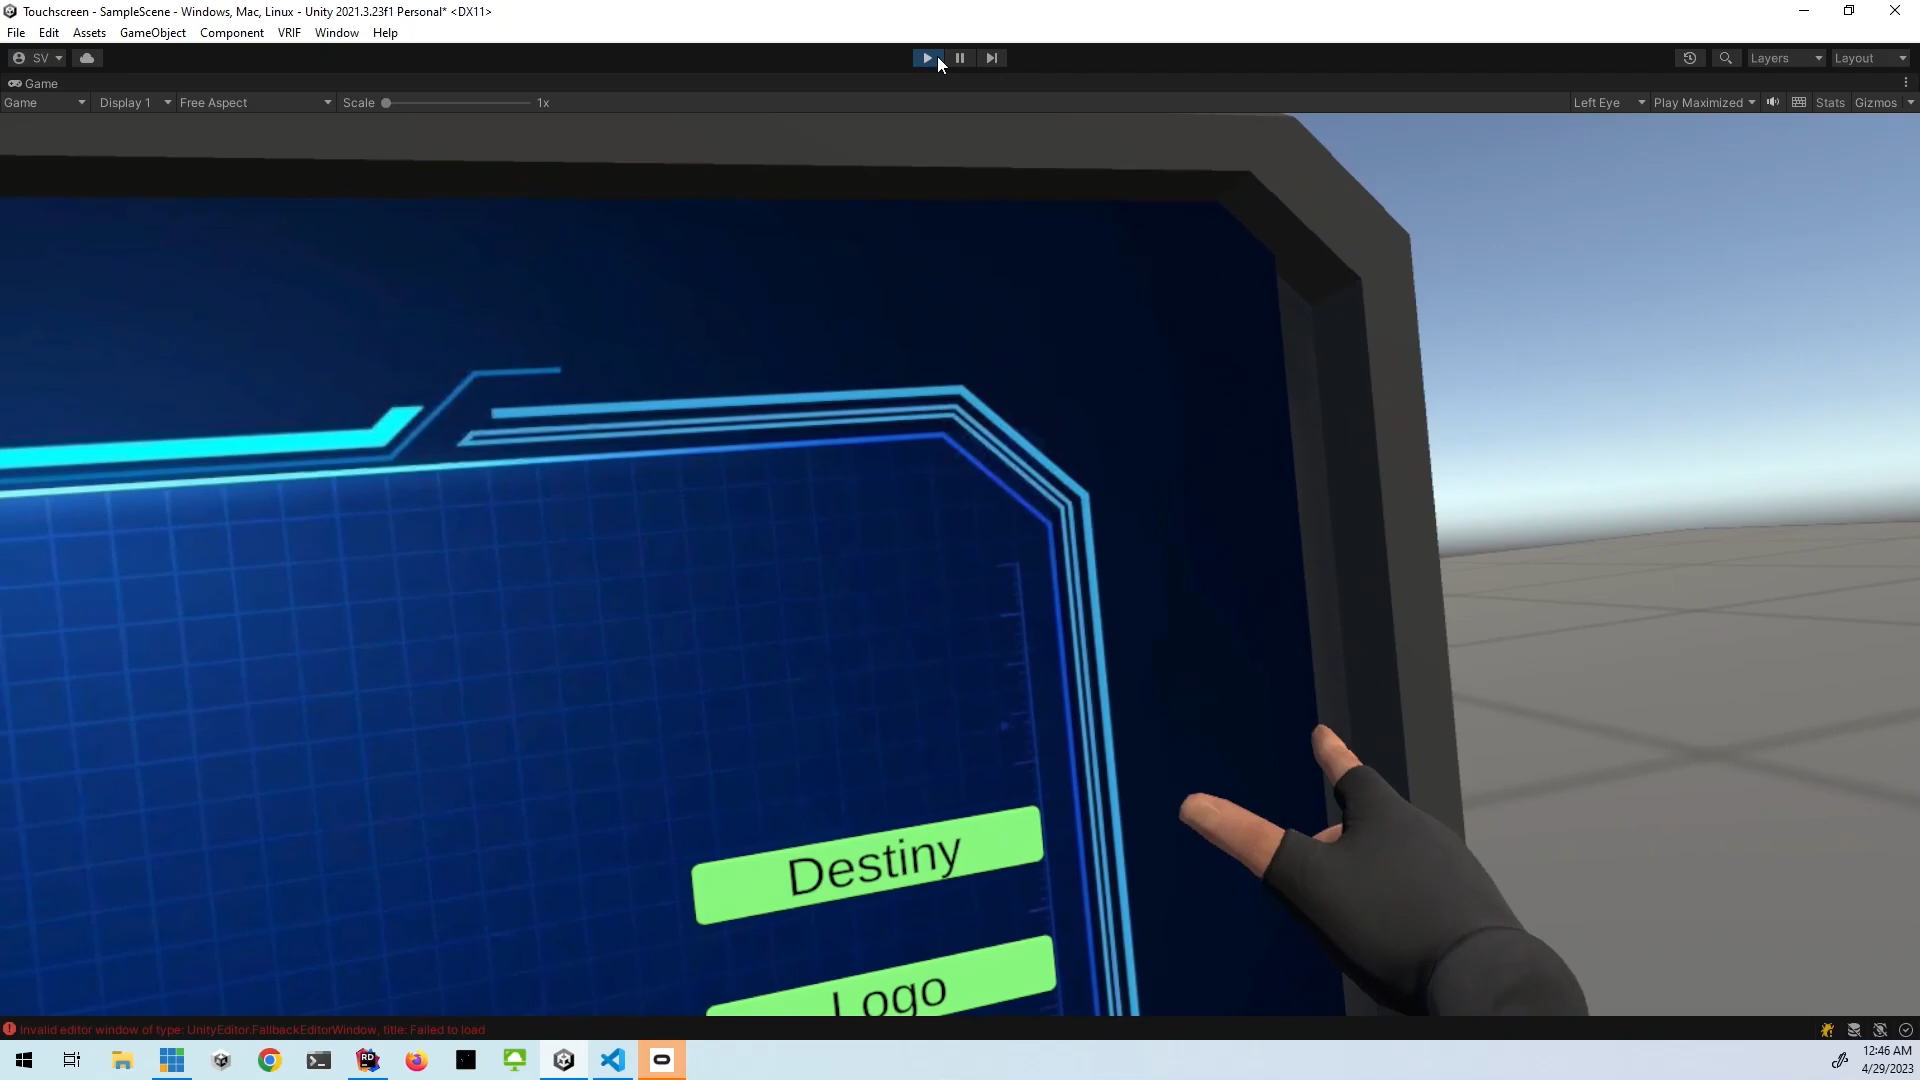 Touchscreen - SampleScene - Windows, Mac, Linux - Unity 2021.3.23f1 Personal* <DX11>
File Edit Assets GameObject Component VRIF Window Help
SV Layers Layout
Game
Game Display 1 Free Aspect Scale 1x Left Eye Play Maximized Stats Gizmos
Destiny
Logo
Invalid editor window of type: UnityEditor.FallbackEditorWindow, title: Failed to load
RD
12:46 AM
4/29/2023